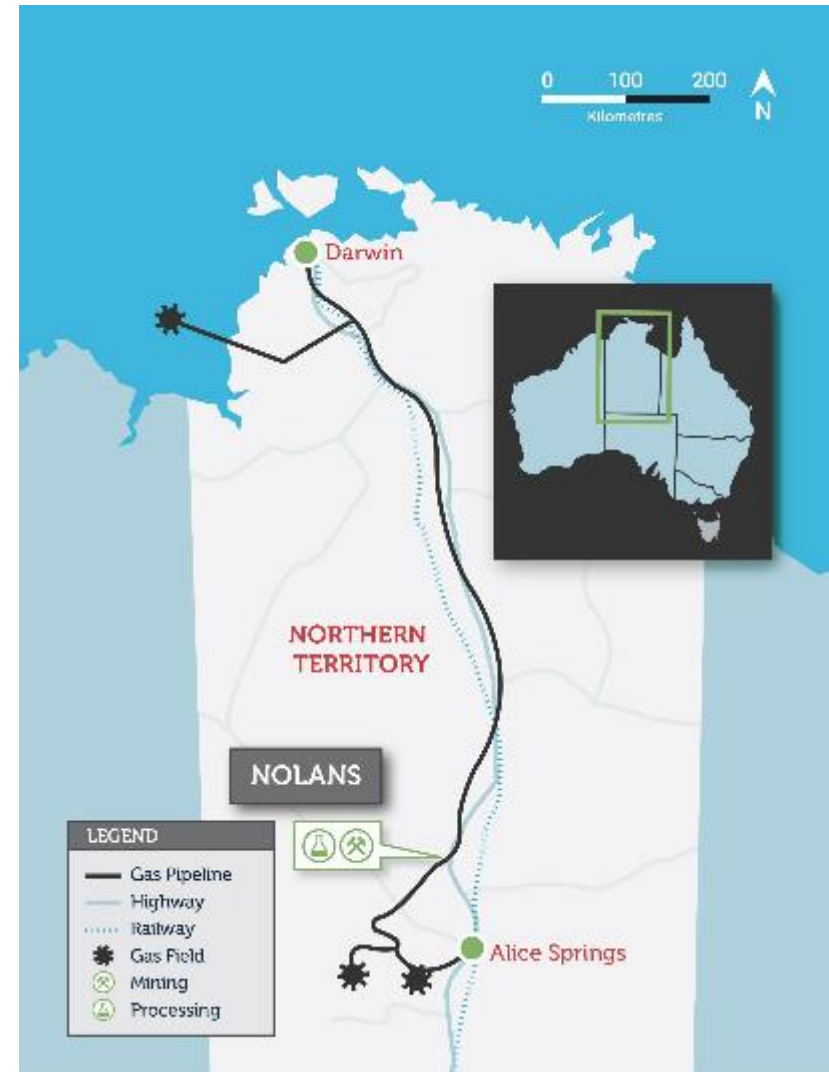 0 100 200
Kilometres
N
Darwin
NORTHERN
TERRITORY
NOLANS
LEGEND
Gas Pipeline
Highway
Railway
Gas Field
Mining
Processing
Alice Springs